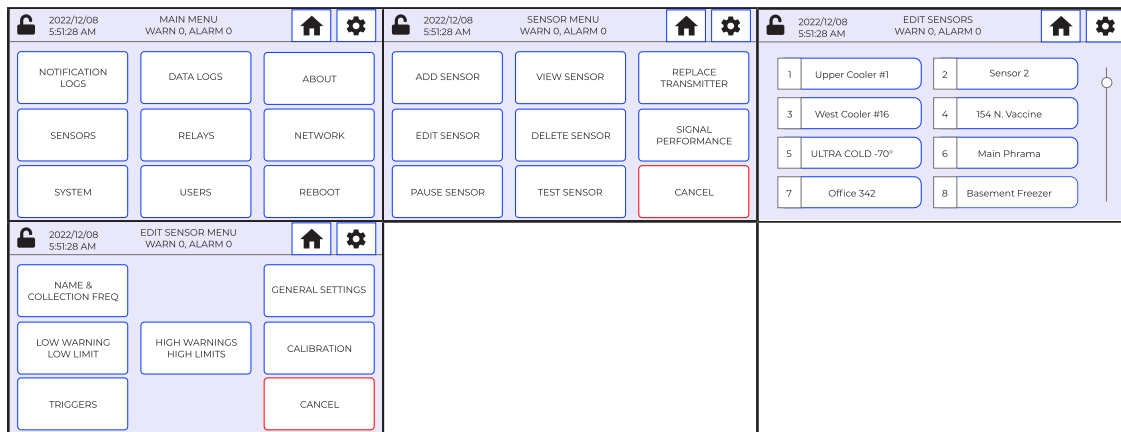 2022/12/08
5:51:28 AM
MAIN MENU
WARN 0, ALARM 0
NOTIFICATION
LOGS
DATA LOGS
ABOUT
SENSORS
RELAYS
NETWORK
SYSTEM
USERS
REBOOT
2022/12/08
5:51:28 AM
SENSOR MENU
WARN 0, ALARM 0
ADD SENSOR
VIEW SENSOR
REPLACE
TRANSMITTER
EDIT SENSOR
DELETE SENSOR
SIGNAL
PERFORMANCE
PAUSE SENSOR
TEST SENSOR
CANCEL
2022/12/08
5:51:28 AM
EDIT SENSORS
WARN 0, ALARM 0
1 Upper Cooler #1
2 Sensor 2
3 West Cooler #16
4 154 N. Vaccine
5 ULTRA COLD -70°
6 Main Phrama
7 Office 342
8 Basement Freezer
2022/12/08
5:51:28 AM
EDIT SENSOR MENU
WARN 0, ALARM 0
NAME &
COLLECTION FREQ
GENERAL SETTINGS
LOW WARNING
LOW LIMIT
HIGH WARNINGS
HIGH LIMITS
CALIBRATION
TRIGGERS
CANCEL